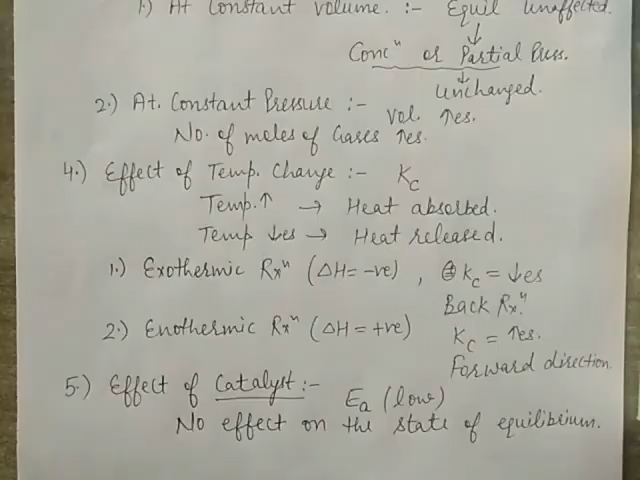 1.) At Constant Volume. :- Equil Unaffected.
↓
Concⁿ or Partial Press.
↓
Unchanged.
2.) At. Constant Pressure :- Vol. ↑es.
No. of moles of Gases ↑es.
4.) Effect of Temp. Change :- Kc
Temp. ↑ → Heat absorbed.
Temp ↓es → Heat released.
1.) Exothermic Rxⁿ (ΔH = -ve) , Kc = ↓es
Back Rxⁿ.
2.) Enothermic Rxⁿ (ΔH = +ve) Kc = ↑es.
Forward direction.
5.) Effect of Catalyst :- Ea (low)
No effect on the state of equilibrium.